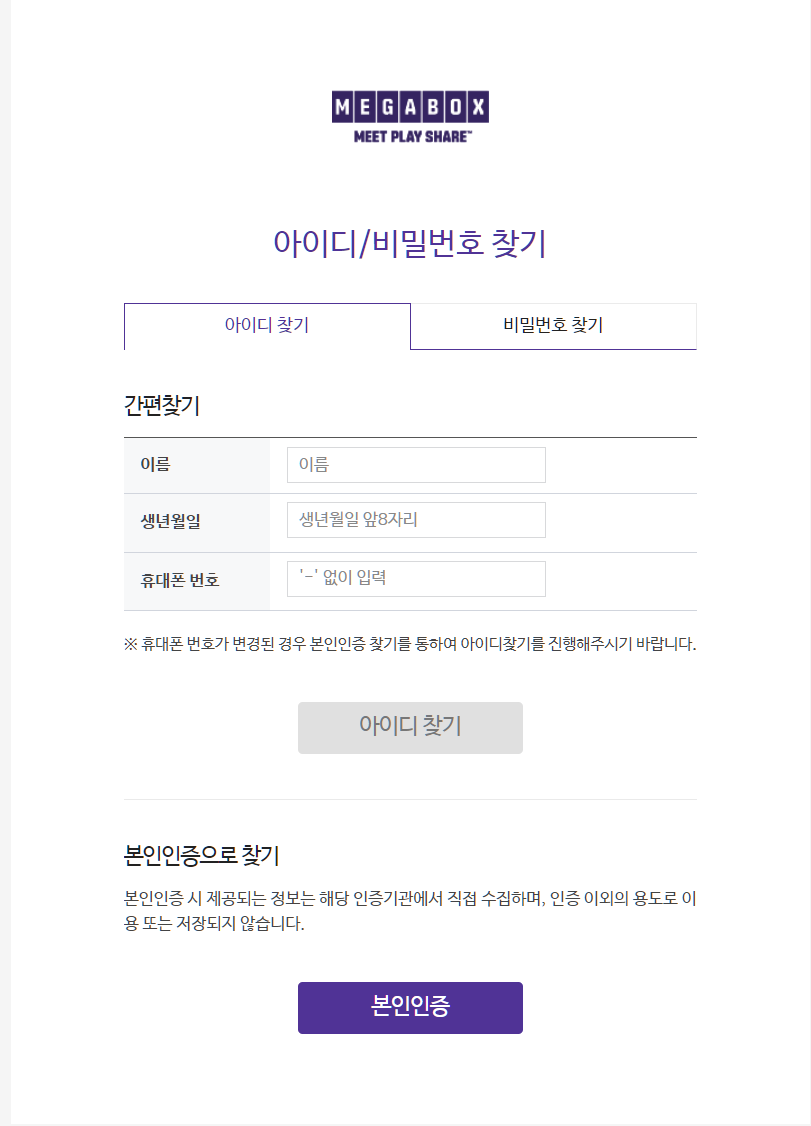 MEGABOX
MEET PLAY SHARE™
아이디/비밀번호 찾기
아이디 찾기
비밀번호 찾기
간편찾기
이름
이름
생년월일
생년월일 앞8자리
휴대폰 번호
'-' 없이 입력
※ 휴대폰 번호가 변경된 경우 본인인증 찾기를 통하여 아이디찾기를 진행해주시기 바랍니다.
아이디 찾기
본인인증으로 찾기
본인인증 시 제공되는 정보는 해당 인증기관에서 직접 수집하며, 인증 이외의 용도로 이
용 또는 저장되지 않습니다.
본인인증